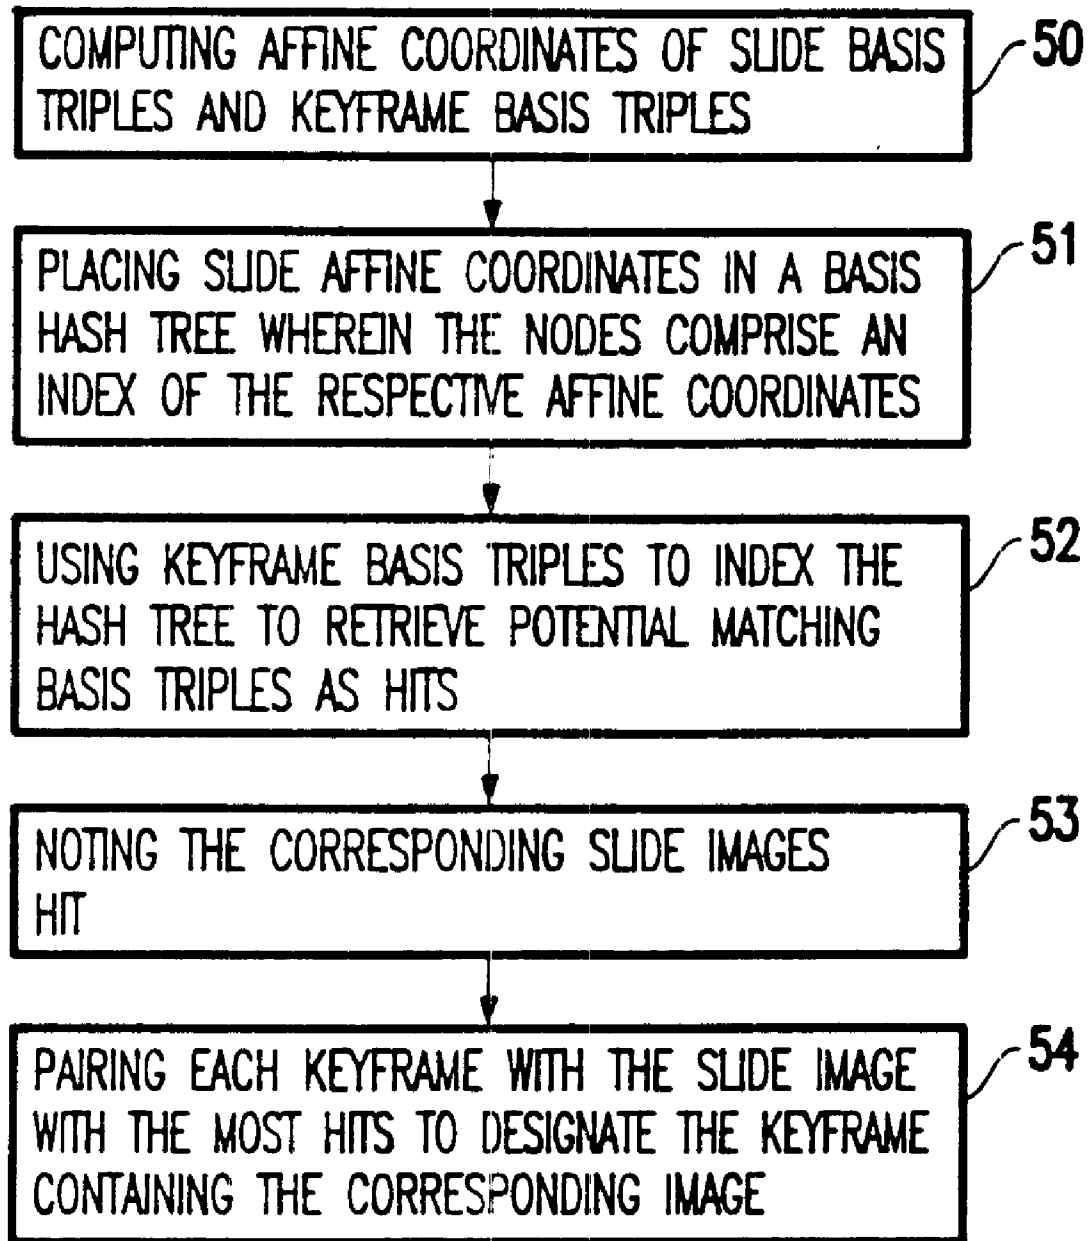 COMPUTING AFFINE COORDINATES OF SLIDE BASIS
TRIPLES AND KEYFRAME BASIS TRIPLES
50
PLACING SLIDE AFFINE COORDINATES IN A BASIS
HASH TREE WHEREIN THE NODES COMPRISE AN
INDEX OF THE RESPECTIVE AFFINE COORDINATES
51
USING KEYFRAME BASIS TRIPLES TO INDEX THE
HASH TREE TO RETRIEVE POTENTIAL MATCHING
BASIS TRIPLES AS HITS
52
NOTING THE CORRESPONDING SLIDE IMAGES
HIT
53
PAIRING EACH KEYFRAME WITH THE SLIDE IMAGE
WITH THE MOST HITS TO DESIGNATE THE KEYFRAME
CONTAINING THE CORRESPONDING IMAGE
54